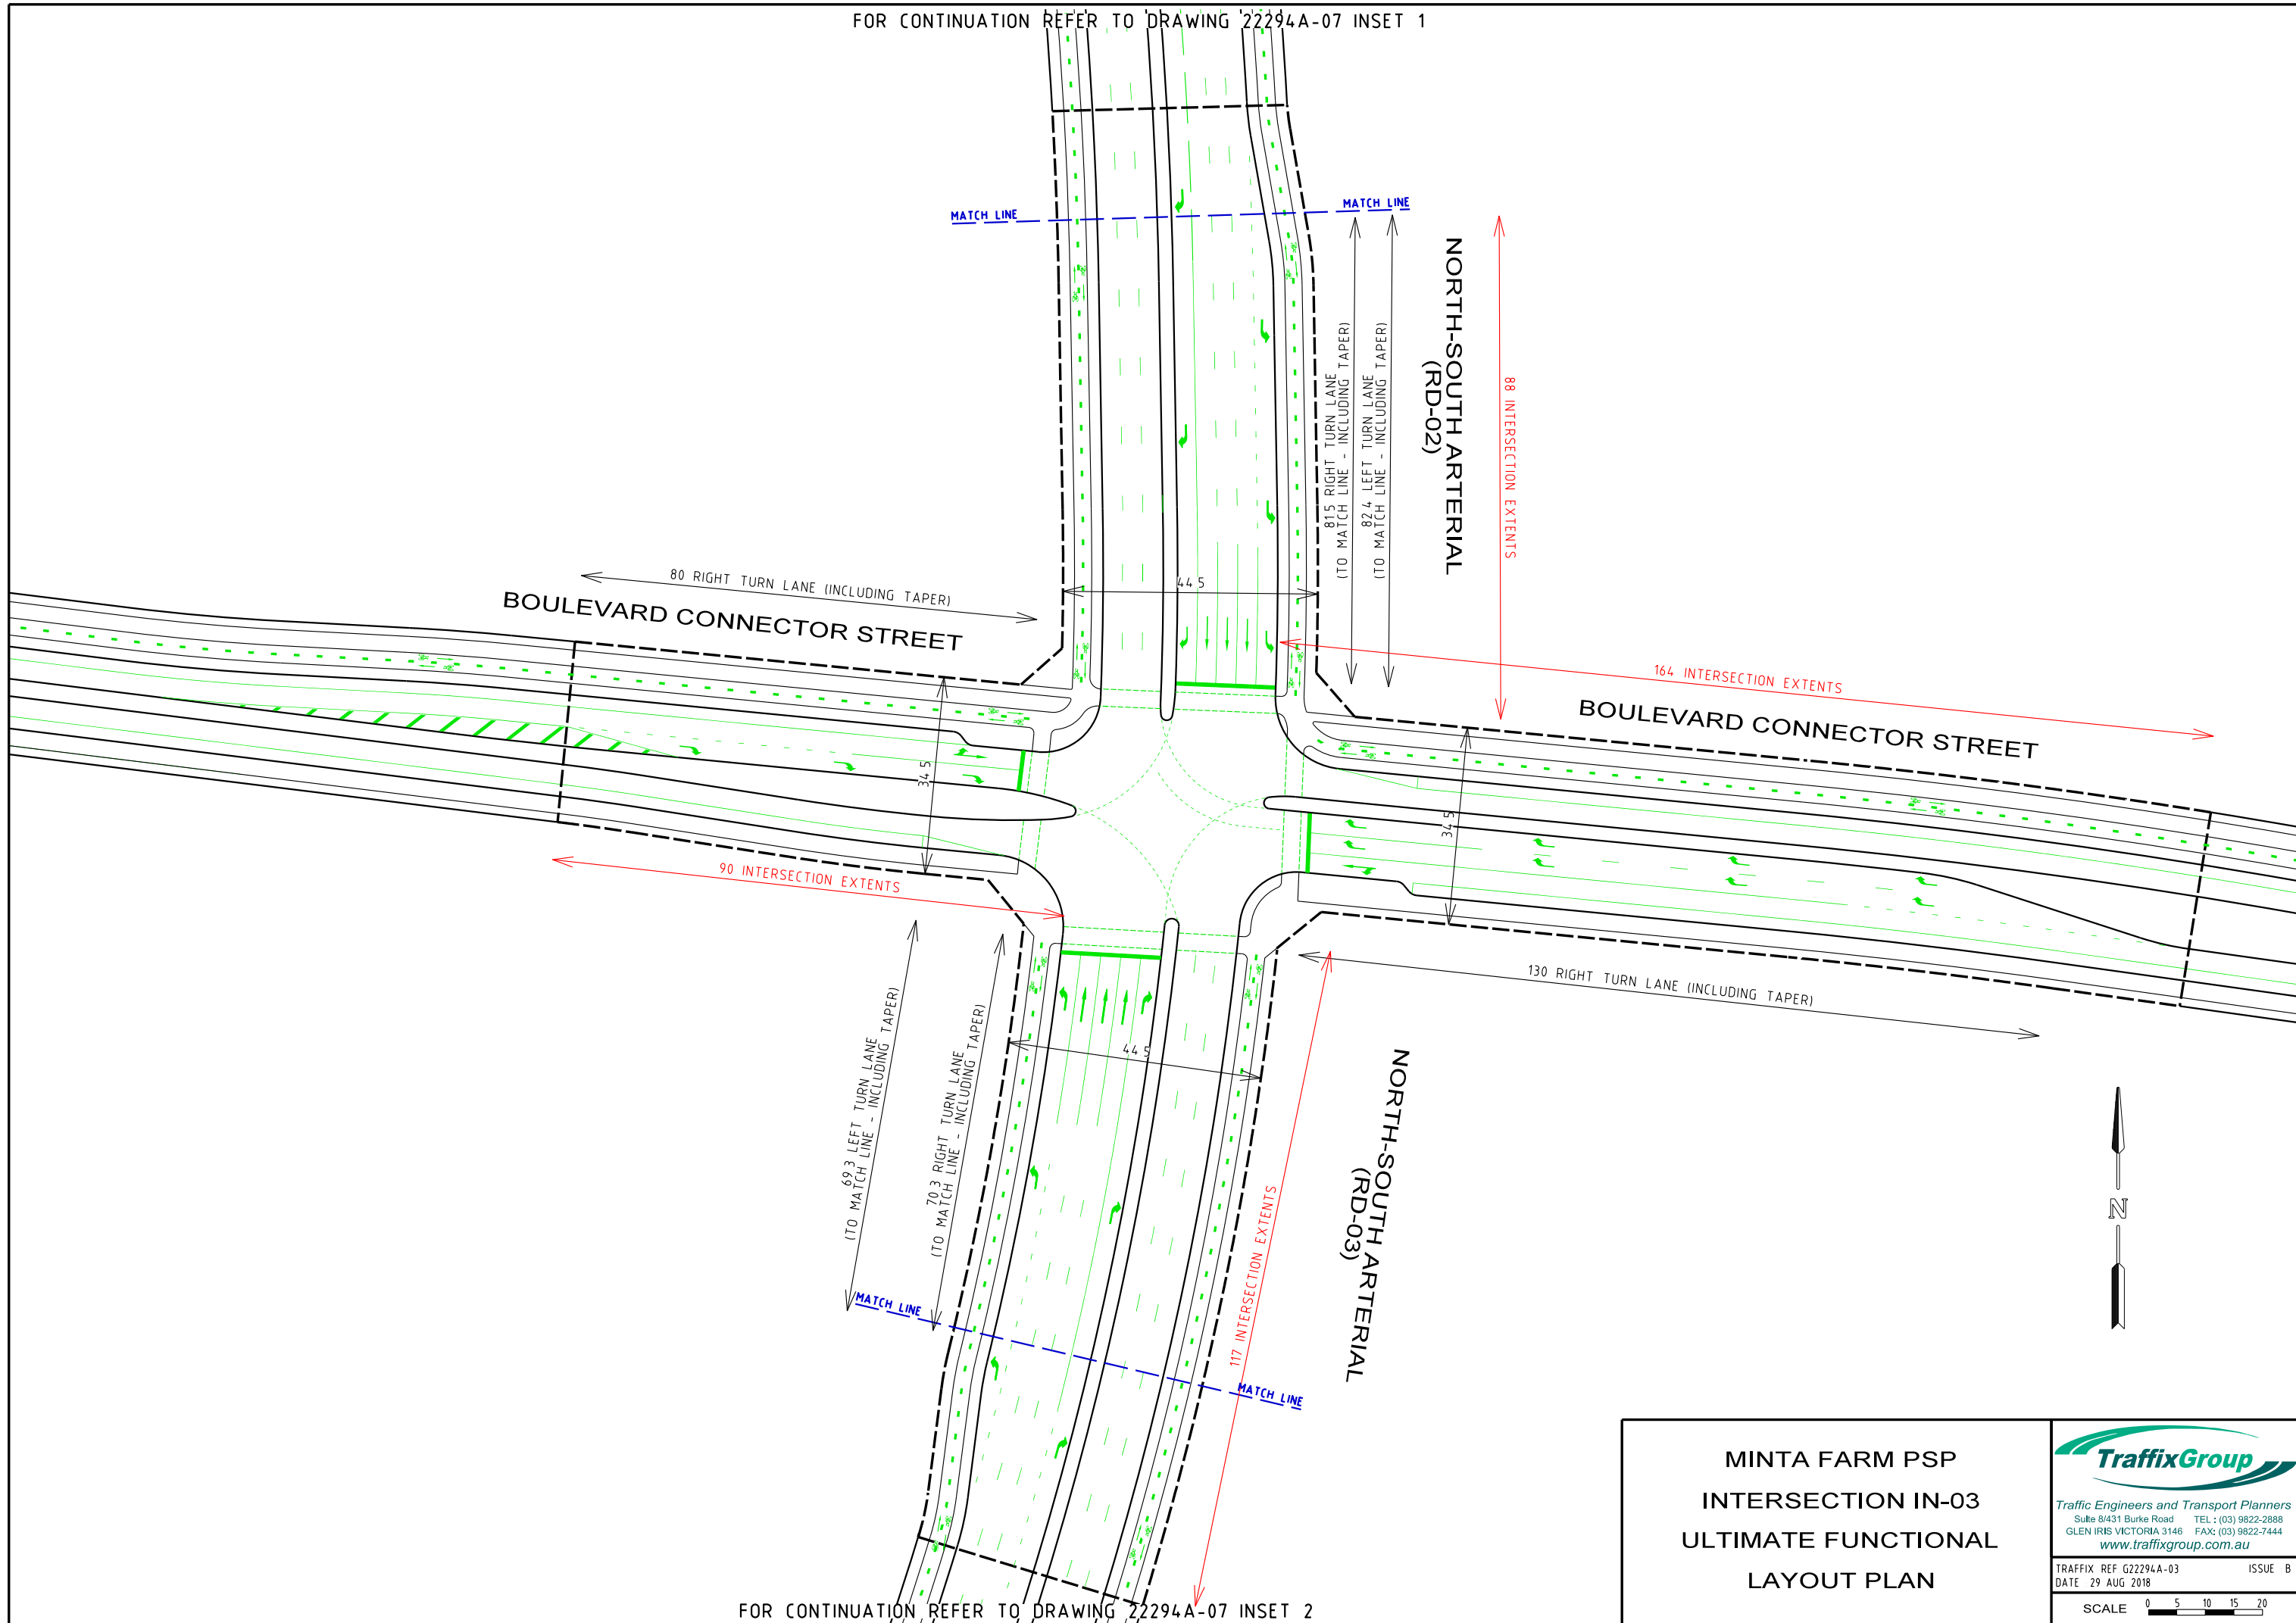 FOR CONTINUATION REFER TO DRAWING 22294A-07 INSET 1
MATCH LINE
MATCH LINE
NORTH-SOUTH ARTERIAL
(RD-02)
81 5 RIGHT TURN LANE
(TO MATCH LINE - INCLUDING TAPER)
82 4 LEFT TURN LANE
(TO MATCH LINE - INCLUDING TAPER)
88 INTERSECTION EXTENTS
80 RIGHT TURN LANE (INCLUDING TAPER)
BOULEVARD CONNECTOR STREET
44 5
164 INTERSECTION EXTENTS
BOULEVARD CONNECTOR STREET
34 5
34 5
90 INTERSECTION EXTENTS
130 RIGHT TURN LANE (INCLUDING TAPER)
69.3 LEFT TURN LANE
(TO MATCH LINE - INCLUDING TAPER)
70.3 RIGHT TURN LANE
(TO MATCH LINE - INCLUDING TAPER)
44 5
NORTH-SOUTH ARTERIAL
(RD-03)
117 INTERSECTION EXTENTS
MATCH LINE
MATCH LINE
N
FOR CONTINUATION REFER TO DRAWING 22294A-07 INSET 2
MINTA FARM PSP
INTERSECTION IN-03
ULTIMATE FUNCTIONAL
LAYOUT PLAN
TraffixGroup
Traffic Engineers and Transport Planners
Suite 8/431 Burke Road TEL : (03) 9822-2888
GLEN IRIS VICTORIA 3146 FAX: (03) 9822-7444
www.traffixgroup.com.au
TRAFFIX REF G22294A-03 ISSUE B
DATE 29 AUG 2018
SCALE 0 5 10 15 20